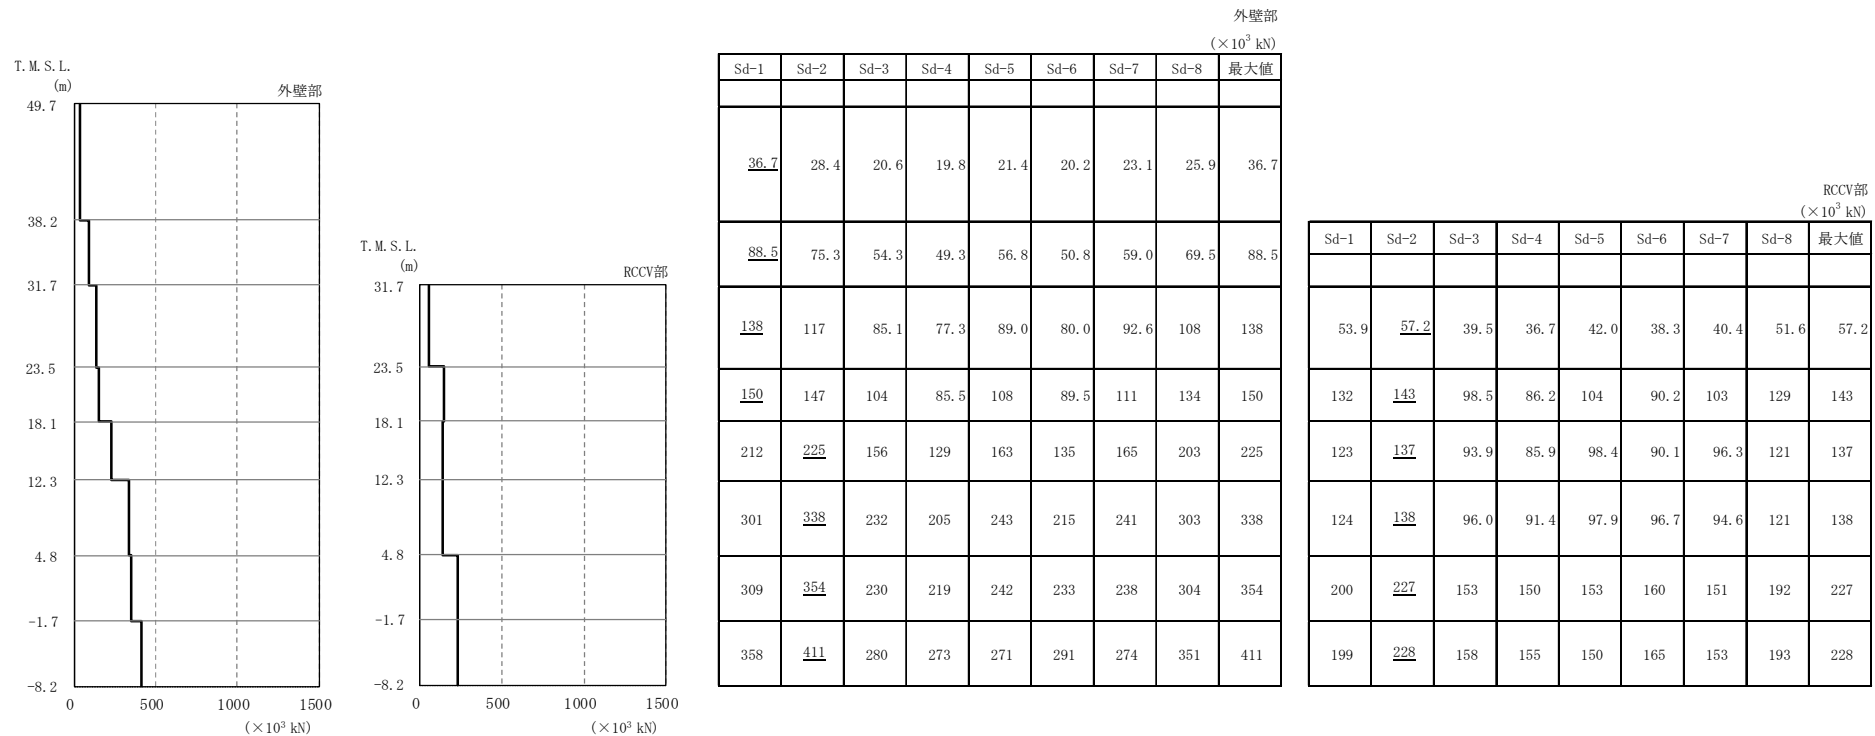 T.M.S.L.
(m)
外壁部
49.7
38.2
31.7
23.5
18.1
12.3
4.8
-1.7
-8.2
0 500 1000 1500
(×10³ kN)
T.M.S.L.
(m)
RCCV部
31.7
23.5
18.1
12.3
4.8
-1.7
-8.2
0 500 1000 1500
(×10³ kN)
外壁部
(×10³ kN)
Sd-1 Sd-2 Sd-3 Sd-4 Sd-5 Sd-6 Sd-7 Sd-8 最大値
36.7 28.4 20.6 19.8 21.4 20.2 23.1 25.9 36.7
88.5 75.3 54.3 49.3 56.8 50.8 59.0 69.5 88.5
138 117 85.1 77.3 89.0 80.0 92.6 108 138
150 147 104 85.5 108 89.5 111 134 150
212 225 156 129 163 135 165 203 225
301 338 232 205 243 215 241 303 338
309 354 230 219 242 233 238 304 354
358 411 280 273 271 291 274 351 411
RCCV部
(×10³ kN)
Sd-1 Sd-2 Sd-3 Sd-4 Sd-5 Sd-6 Sd-7 Sd-8 最大値
53.9 57.2 39.5 36.7 42.0 38.3 40.4 51.6 57.2
132 143 98.5 86.2 104 90.2 103 129 143
123 137 93.9 85.9 98.4 90.1 96.3 121 137
124 138 96.0 91.4 97.9 96.7 94.6 121 138
200 227 153 150 153 160 151 192 227
199 228 158 155 150 165 153 193 228